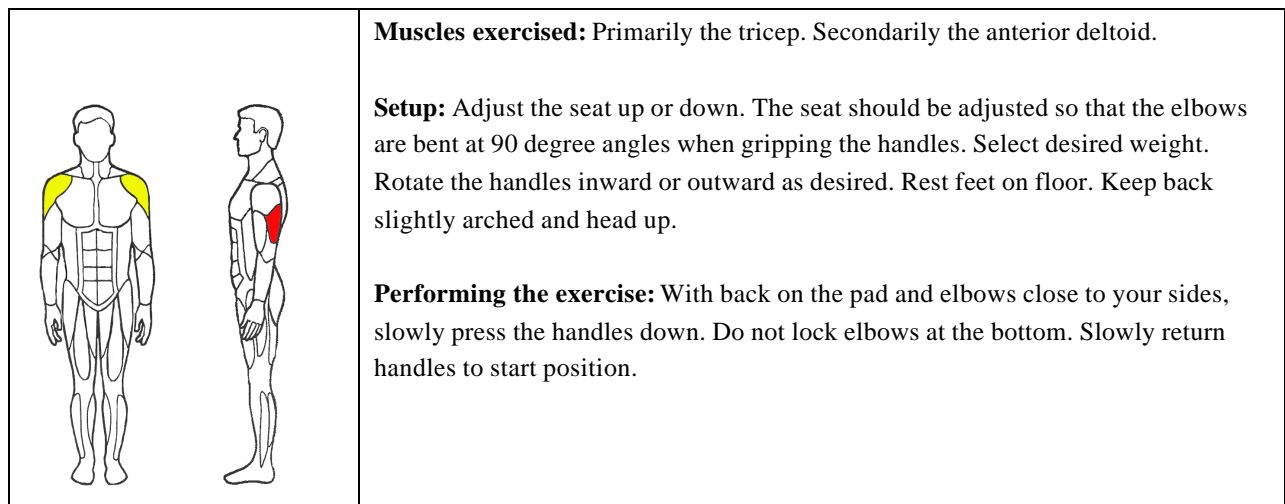 Muscles exercised: Primarily the tricep. Secondarily the anterior deltoid.
Setup: Adjust the seat up or down. The seat should be adjusted so that the elbows
are bent at 90 degree angles when gripping the handles. Select desired weight.
Rotate the handles inward or outward as desired. Rest feet on floor. Keep back
slightly arched and head up.
Performing the exercise: With back on the pad and elbows close to your sides,
slowly press the handles down. Do not lock elbows at the bottom. Slowly return
handles to start position.